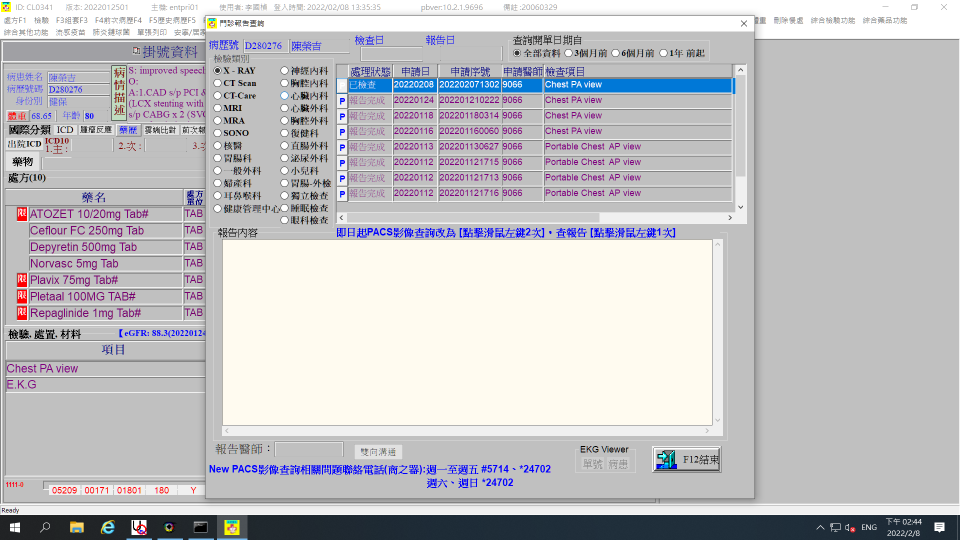 ID: CL0341 版本: 2022012501 主機: entpri01 使用者: 李國楨 登入時間: 2022/02/08 13:35:35 pbver:10.2.1.9696 備註:20060329
處方F1 檢驗 F3組套F3 F4前次病歷F4 F5歷史病歷F5 刪除餐處 綜合檢驗功能 綜合藥品功能
綜合其他功能 流感疫苗 篩炎鏈球菌 單張列印
掛號資料
病患姓名 陳榮吉
病歷號碼 D280276
身份別 健保
體重 68.65 年齡 80
病情描述
S: improved speech
O:
A:1.CAD s/p PCI &
(LCX stenting with
s/p CABG x 2 (SVG
國際分類 ICD 腫瘤反應 藥歷 雲端比對
出院ICD ICD10 1.主: 2.次: 3.次
藥物
處方(10)
藥名 處方單位
限 ATOZET 10/20mg Tab# TAB
Ceflour FC 250mg Tab TAB
Depyretin 500mg Tab TAB
Norvasc 5mg Tab TAB
限 Plavix 75mg Tab# TAB
限 Pletaal 100MG TAB# TAB
限 Repaglinide 1mg Tab# TAB
檢驗, 處置, 材料 【eGFR: 88.3(20220124
項目
Chest PA view
E.K.G
1111-0 05209 00171 01801 180 Y
Ready
門診報告查詢
病歷號 D280276 陳榮吉 檢查日 報告日
查詢開單日期自
全部資料 3個月前 6個月前 1年 前起
檢驗類別
X - RAY 神經內科
CT Scan 胸腔內科
CT-Care 心臟內科
MRI 心臟外科
MRA 胸腔外科
SONO 復健科
核醫 直腸外科
胃腸科 泌尿外科
一般外科 小兒科
婦產科 胃腸-外檢
耳鼻喉科 獨立檢查
健康管理中心 睡眠檢查
眼科檢查
處理狀態 申請日 申請序號 申請醫師 檢查項目
已檢查 20220208 202202071302 9066 Chest PA view
P 報告完成 20220124 202201210222 9066 Chest PA view
P 報告完成 20220118 202201180314 9066 Chest PA view
P 報告完成 20220116 202201160060 9066 Chest PA view
P 報告完成 20220113 202201130627 9066 Portable Chest AP view
P 報告完成 20220112 202201121715 9066 Portable Chest AP view
P 報告完成 20220112 202201121713 9066 Portable Chest AP view
P 報告完成 20220112 202201121716 9066 Portable Chest AP view
報告內容 即日起PACS影像查詢改為 [點擊滑鼠左鍵2次]，查報告 [點擊滑鼠左鍵1次]
報告醫師： 雙向溝通 EKG Viewer 單號 病患 F12結束
New PACS影像查詢相關問題聯絡電話(商之器):週一至週五 #5714、*24702
週六、週日 *24702
ENG 下午 02:44
2022/2/8